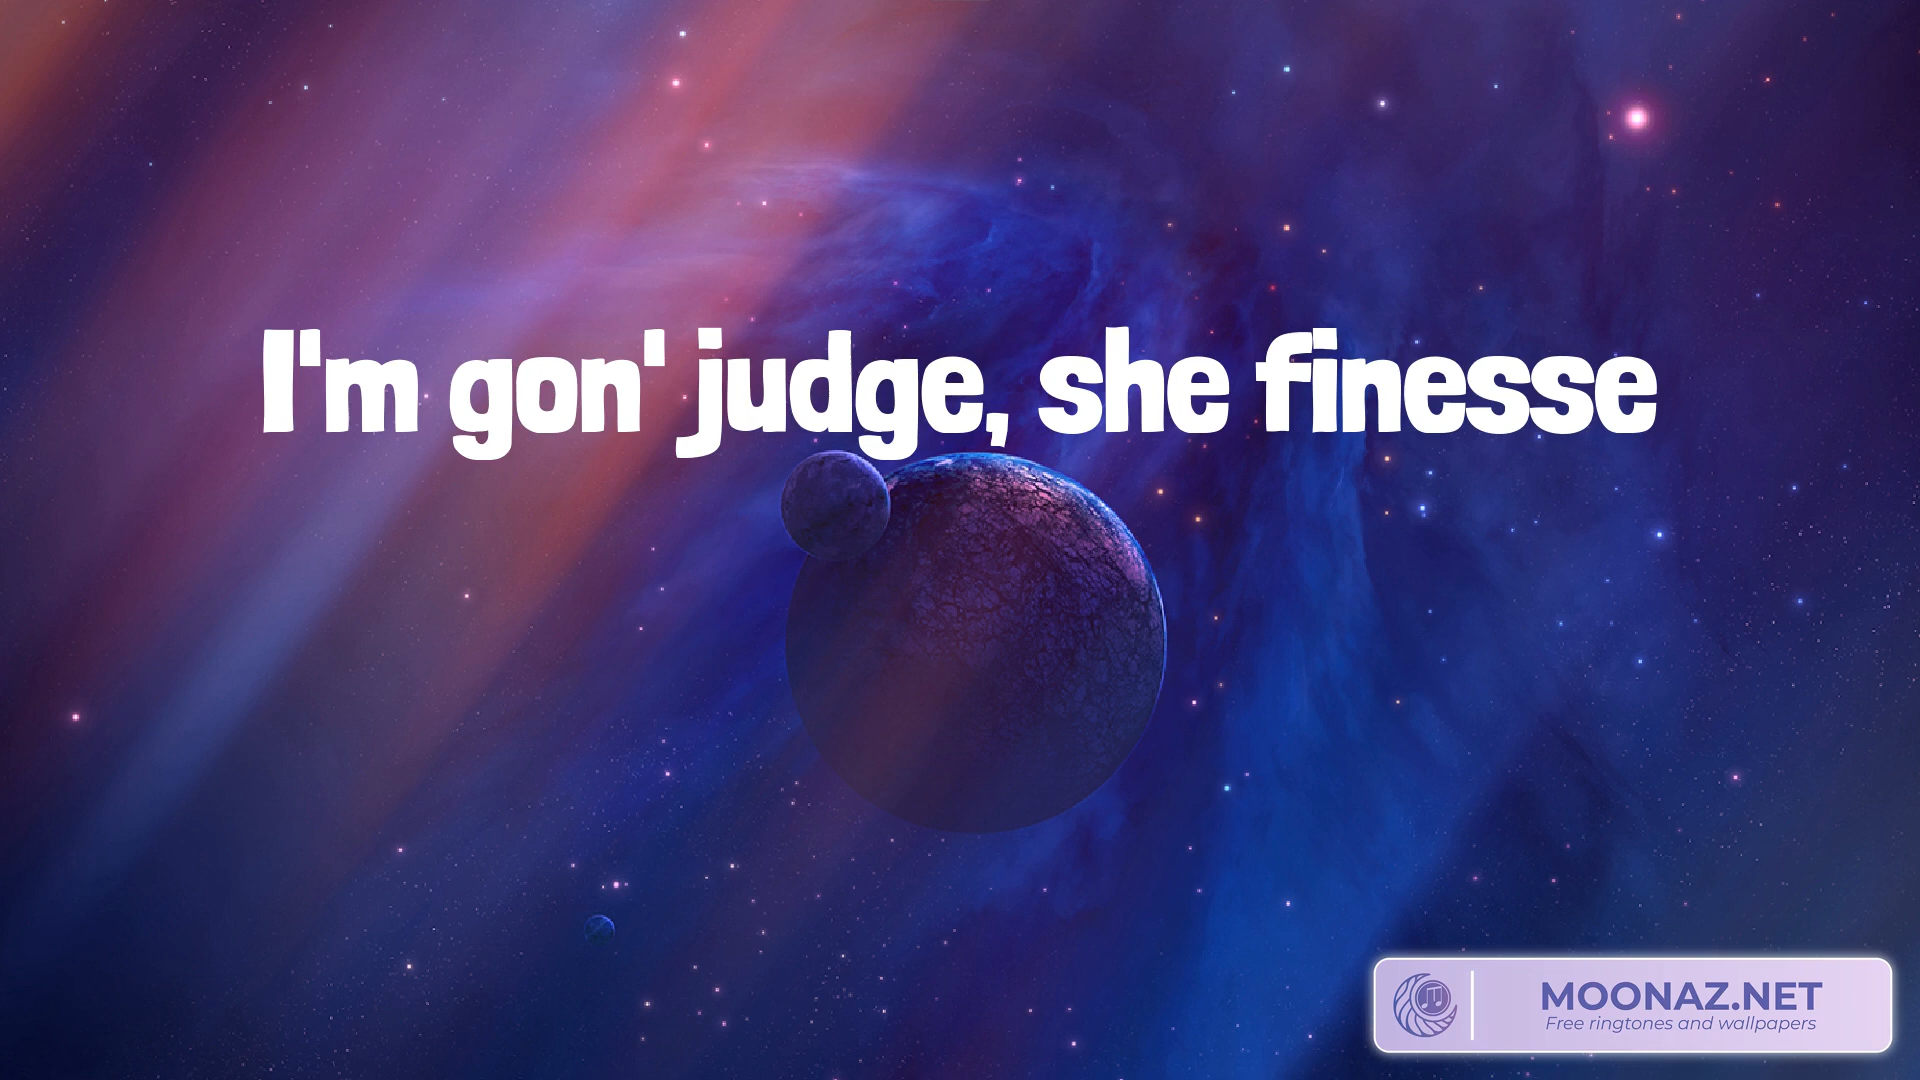 I'm gon' judge, she finesse
MOONAZ.NET
Free ringtones and wallpapers